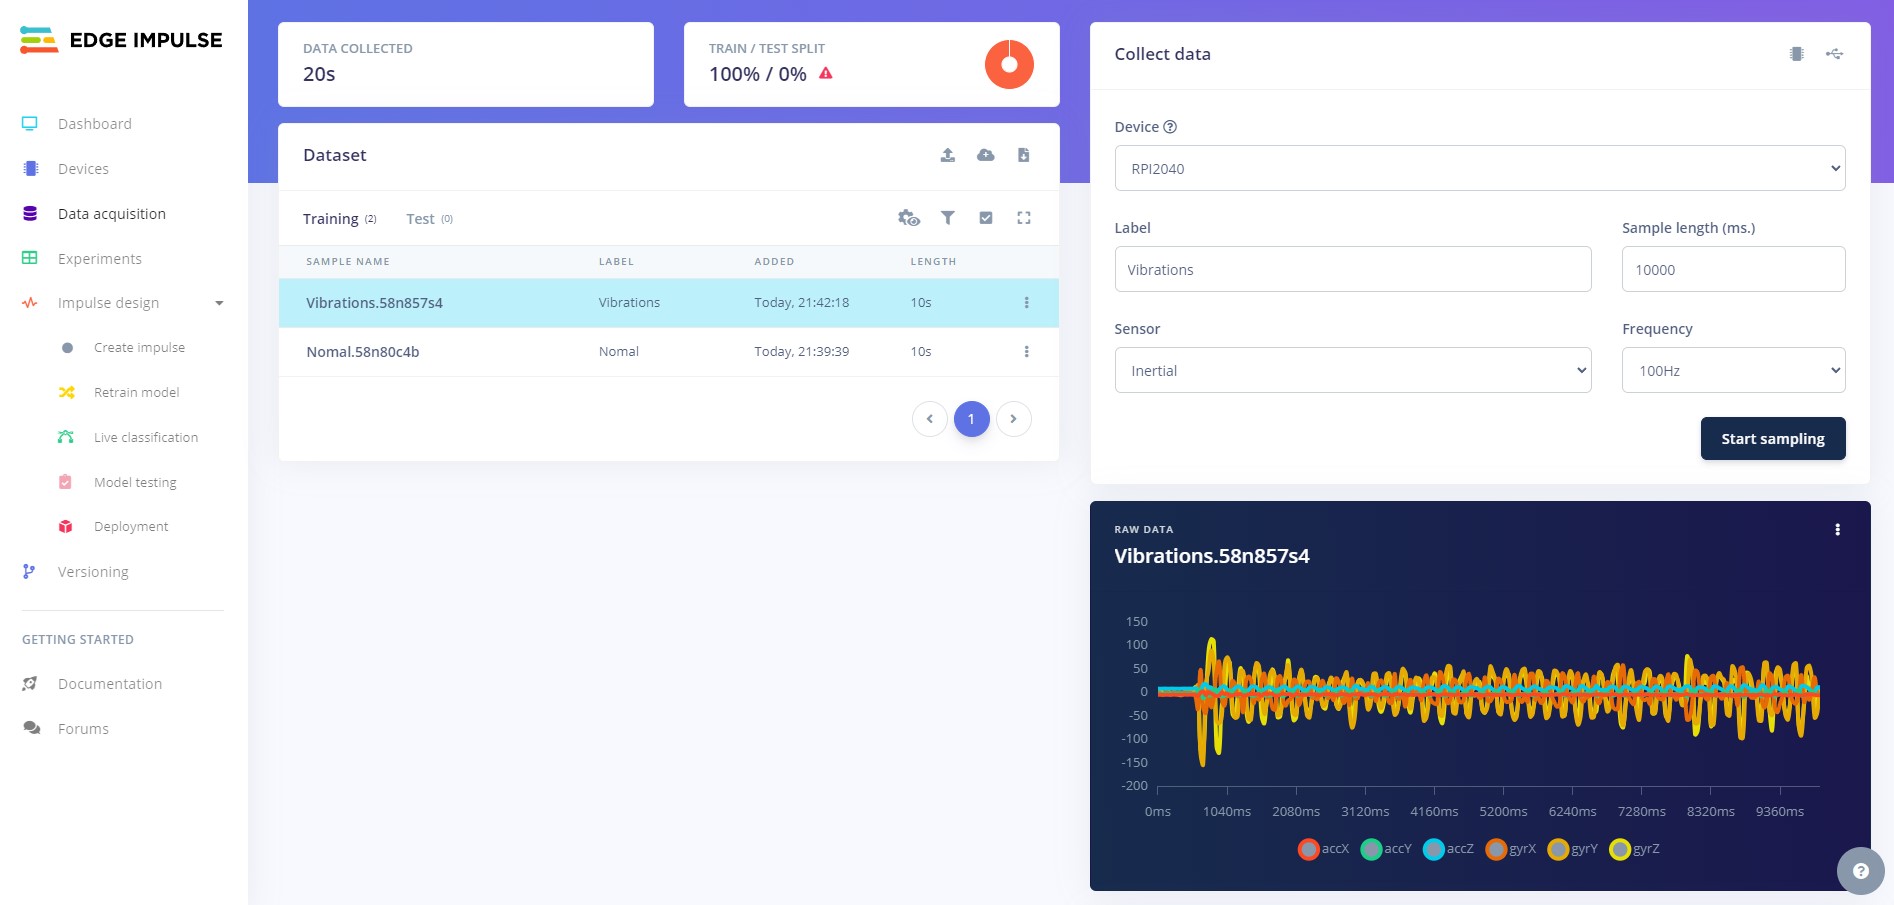 EDGE IMPULSE
Dashboard
Devices
Data acquisition
Experiments
Impulse design
Create impulse
Retrain model
Live classification
Model testing
Deployment
Versioning
GETTING STARTED
Documentation
Forums
DATA COLLECTED
20s
TRAIN / TEST SPLIT
100% / 0%
Dataset
Training (2) Test (0)
SAMPLE NAME LABEL ADDED LENGTH
Vibrations.58n857s4 Vibrations Today, 21:42:18 10s
Nomal.58n80c4b Nomal Today, 21:39:39 10s
1
Collect data
Device ?
RPI2040
Label Sample length (ms.)
Vibrations 10000
Sensor Frequency
Inertial 100Hz
Start sampling
RAW DATA
Vibrations.58n857s4
150
100
50
0
-50
-100
-150
-200
0ms 1040ms 2080ms 3120ms 4160ms 5200ms 6240ms 7280ms 8320ms 9360ms
accX accY accZ gyrX gyrY gyrZ
?